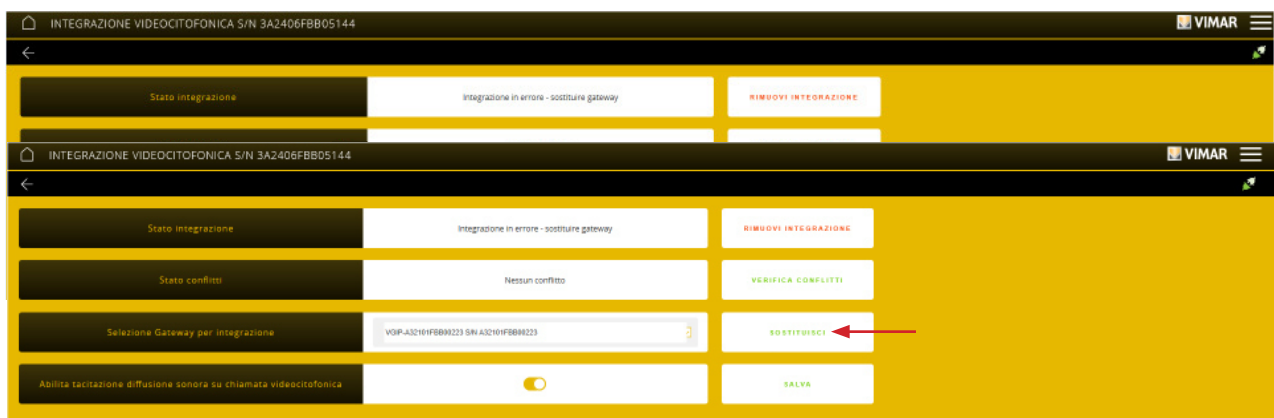 INTEGRAZIONE VIDEOCITOFONICA S/N 3A2406FBB05144
VIMAR
Stato integrazione
Integrazione in errore - sostituire gateway
RIMUOVI INTEGRAZIONE
INTEGRAZIONE VIDEOCITOFONICA S/N 3A2406FBB05144
VIMAR
Stato integrazione
Integrazione in errore - sostituire gateway
RIMUOVI INTEGRAZIONE
Stato conflitti
Nessun conflitto
VERIFICA CONFLITTI
Selezione Gateway per integrazione
VGIP-A32101FBB00223 S/N A32101FBB00223
SOSTITUISCI
Abilita tacitazione diffusione sonora su chiamata videocitofonica
SALVA